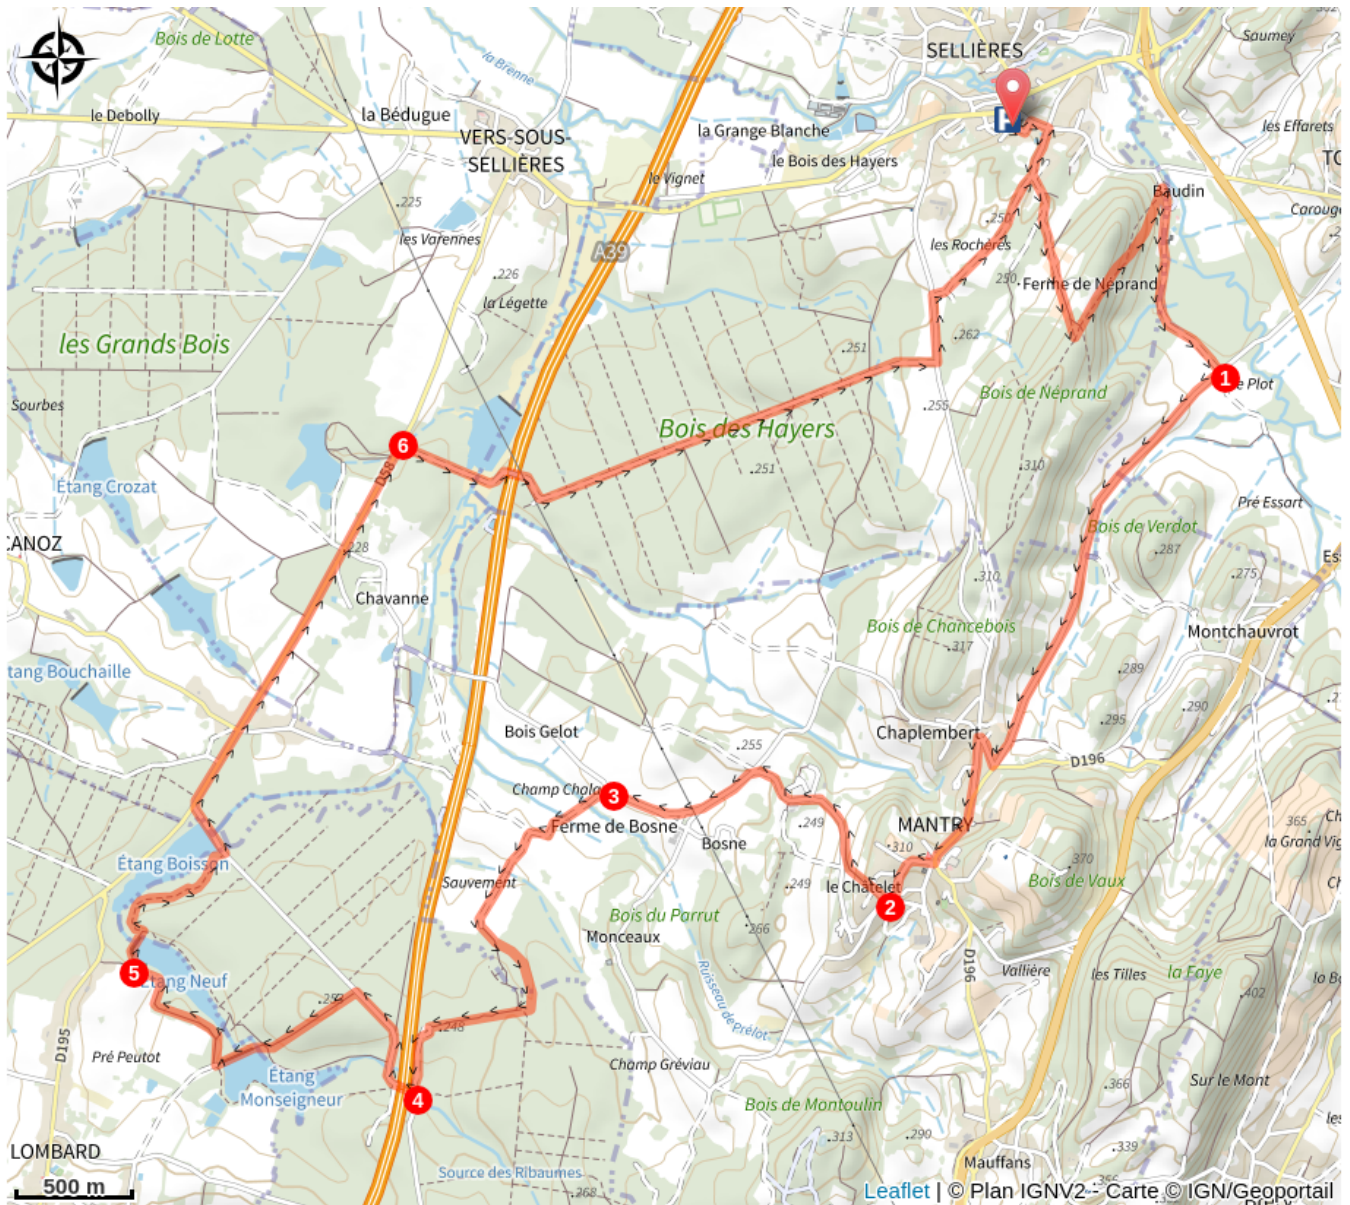 Bois de Lotte
la Brenne
SELLIÈRES
Saumey
le Debolly
la Bédugue
VERS-SOUS-
SELLIÈRES
la Grange Blanche
le Bois des Hayers
les Effarets
le Vignet
Baudin
.225
les Varennes
A39
250
les Rochères
Ferme de Néprand
250
.226
la Légette
les Grands Bois
.262
.251
Sourbes
1
le Plot
Bois de Néprand
.255
Bois des Hayers
6
D58
.251
.310
Étang Crozat
Pré Essart
Bois de Verdot
.287
228
.275
.310
Chavanne
Bois de Chancebois
.317
Montchauvrot
tang Bouchaille
.289
.290
.295
Bois Gelot
.255
Chaplembert
D196
Champ Chala
3
Ferme de Bosne
.249
MANTRY
365
la Grand Vig
Bosne
.310
Étang Boisson
.370
Bois de Vaux
Sauvement
.249
le Châtelet
2
Bois du Parrut
.266
Monceaux
D196
Vallière
les Tilles
la Faye
5
Étang Neuf
.402
Ruisseau de Prélot
.248
D195
Pré Peutot
Champ Gréviau
Étang
Monseigneur
4
.366
Sur le Mont
Bois de Montoulin
.313
.290
.339
LOMBARD
Mauffans
Source des Ribaumes
.268
500 m
Leaflet | © Plan IGNV2 - Carte © IGN/Geoportail